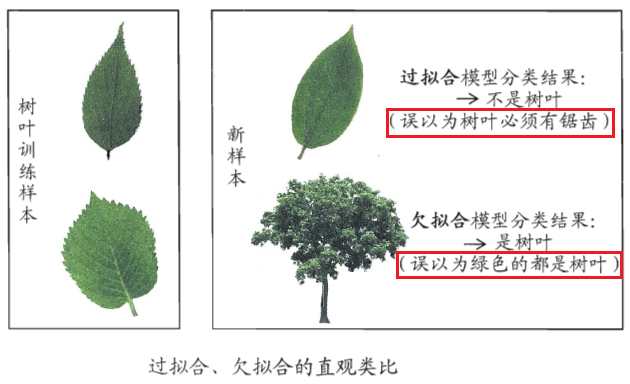 树叶训练样本
新样本
过拟合模型分类结果:
→不是树叶
(误以为树叶必须有锯齿)
欠拟合模型分类结果:
→是树叶
(误以为绿色的都是树叶)
过拟合、欠拟合的直观类比